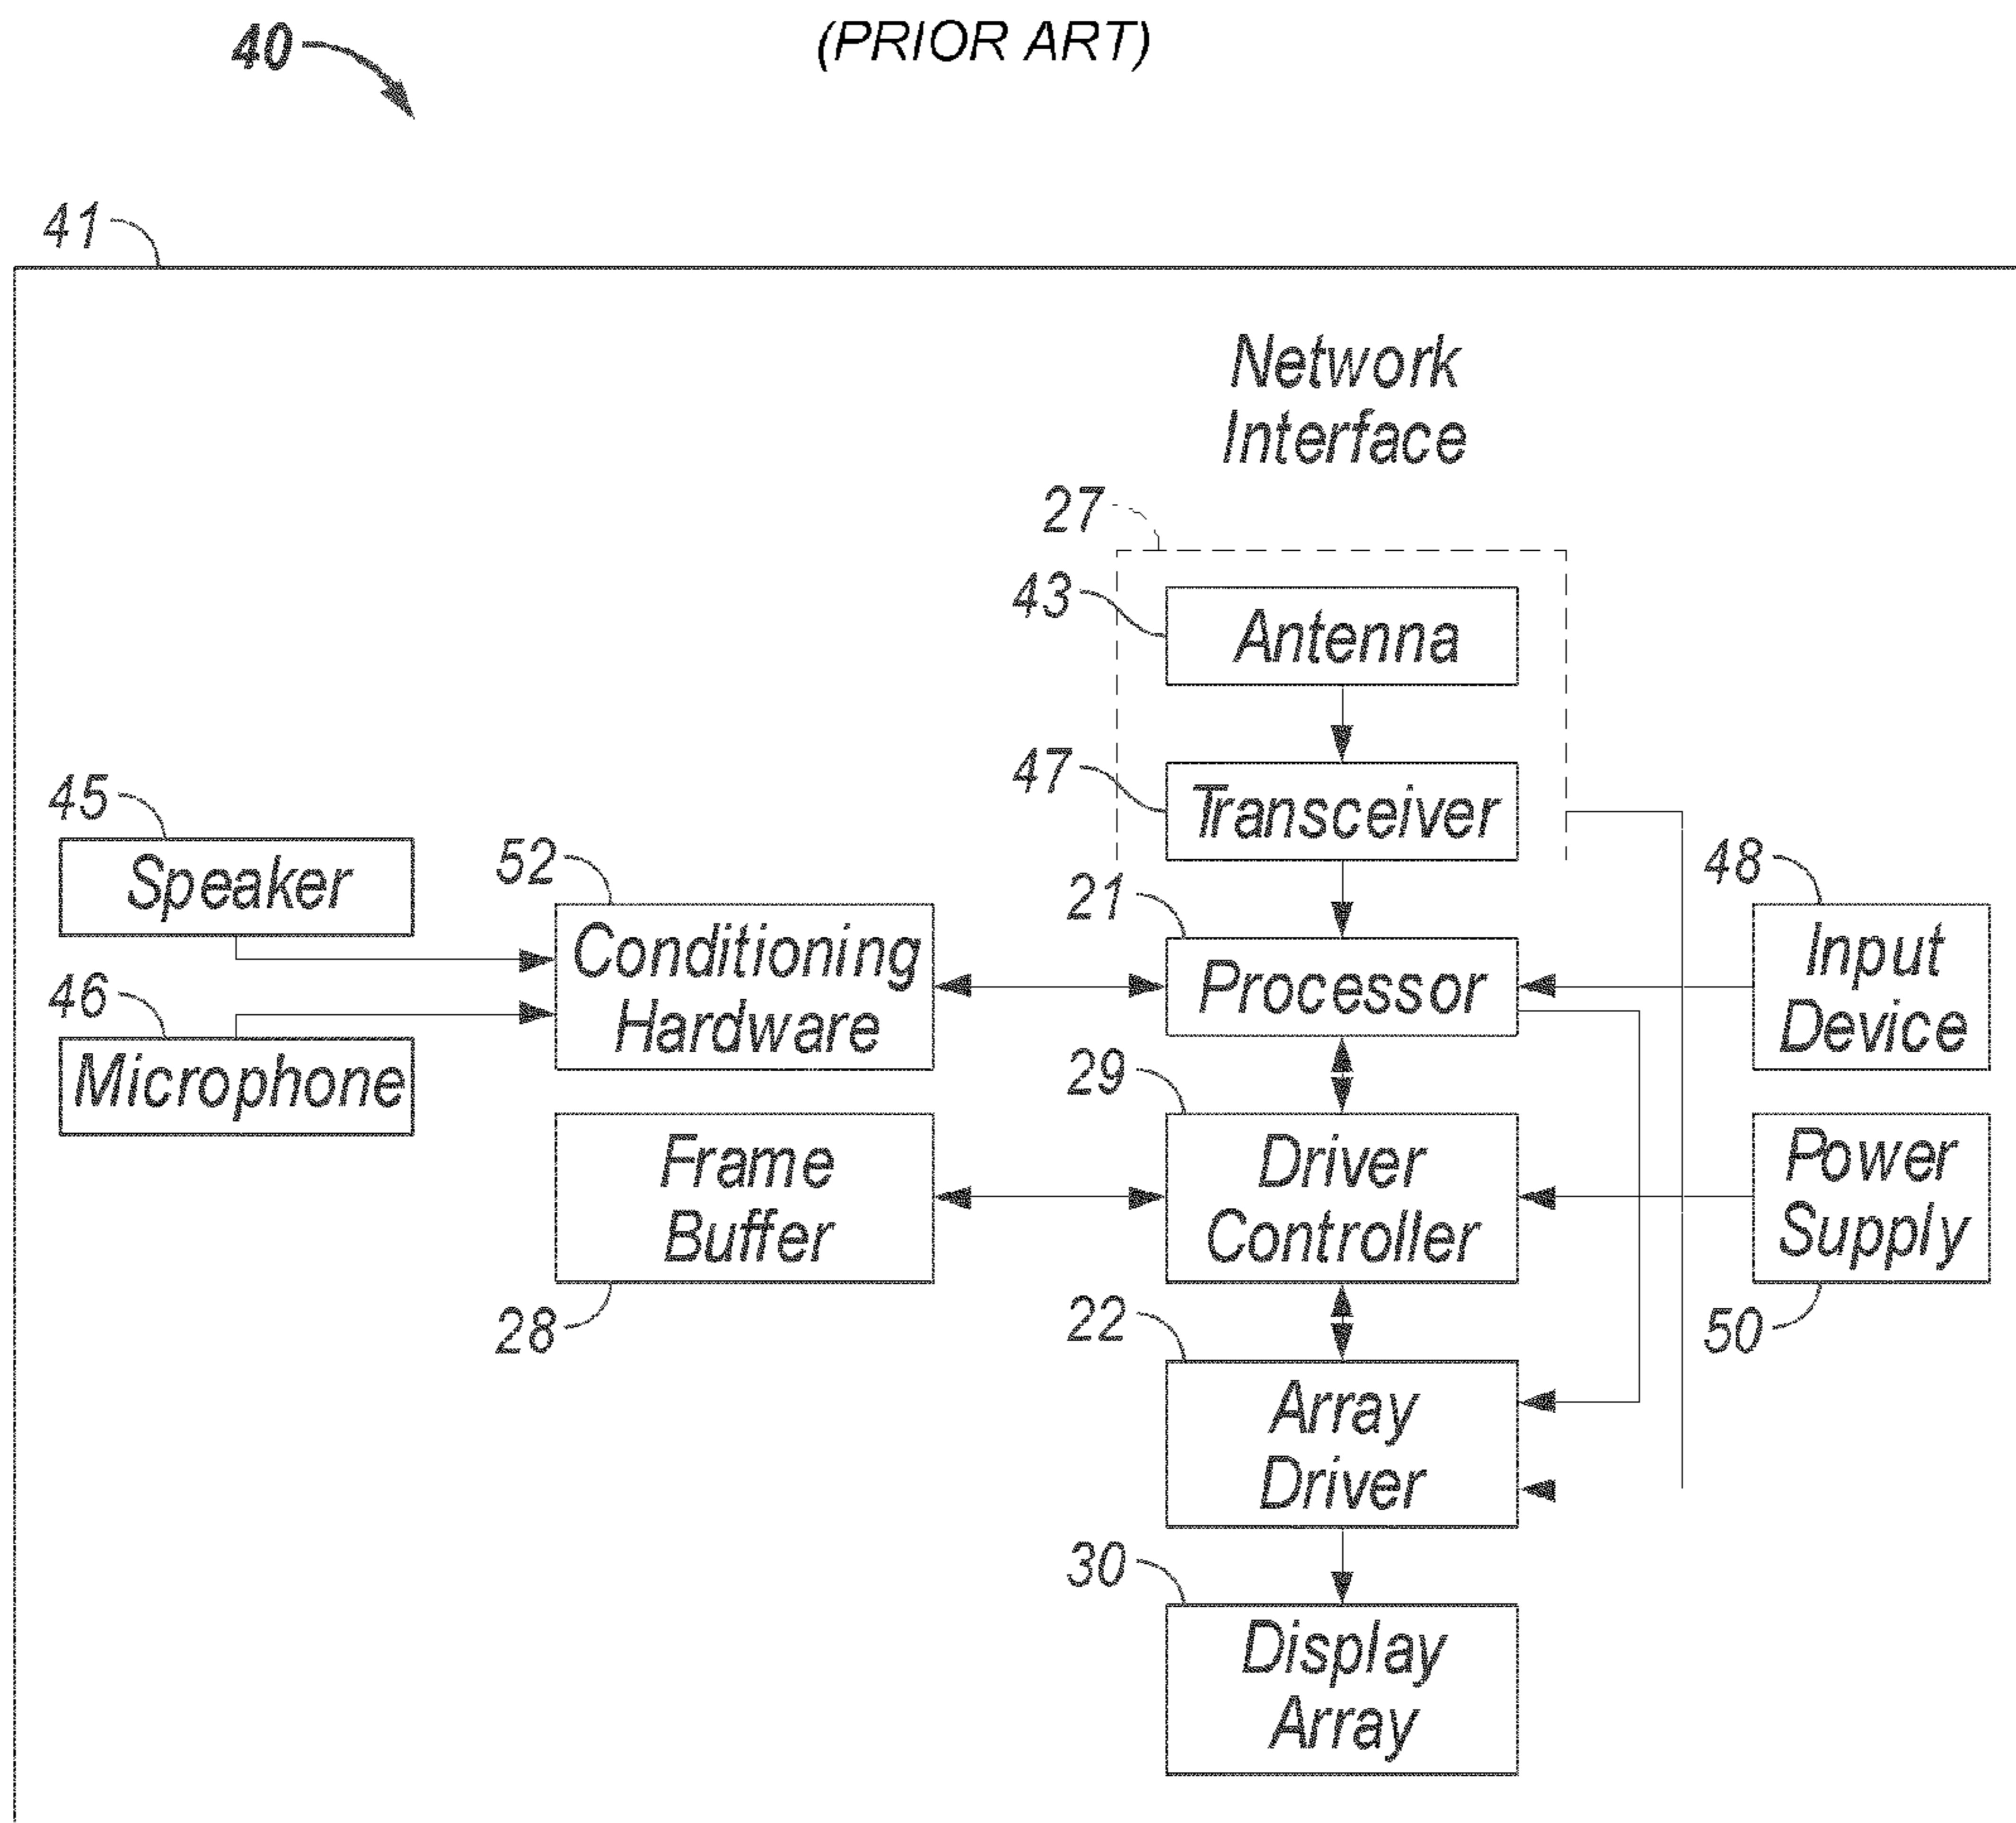 40
(PRIOR ART)
41
Network
Interface
27
43
Antenna
47
Transceiver
45
Speaker
52
Conditioning
Hardware
21
Processor
48
Input
Device
46
Microphone
29
Driver
Controller
Frame
Buffer
28
Power
Supply
50
22
Array
Driver
30
Display
Array